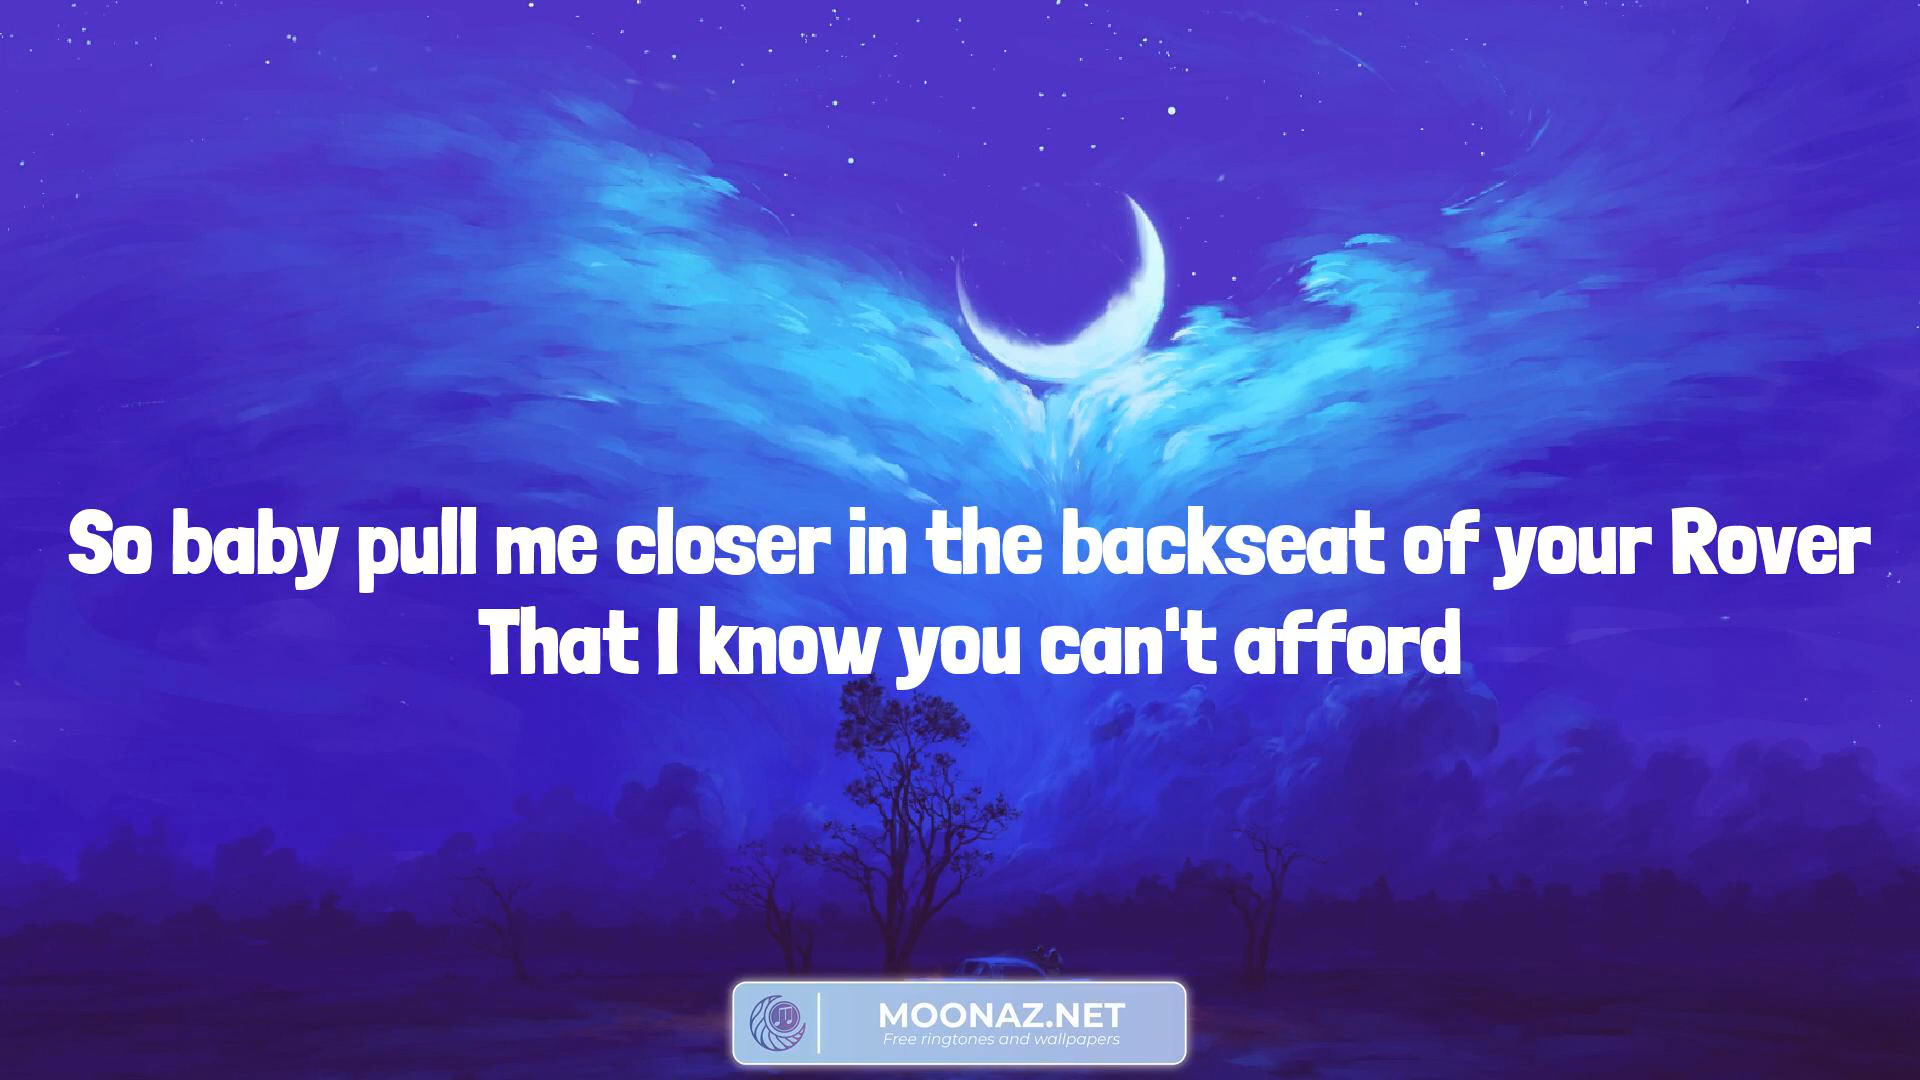 So baby pull me closer in the backseat of your Rover
That I know you can't afford
MOONAZ.NET
Free ringtones and wallpapers